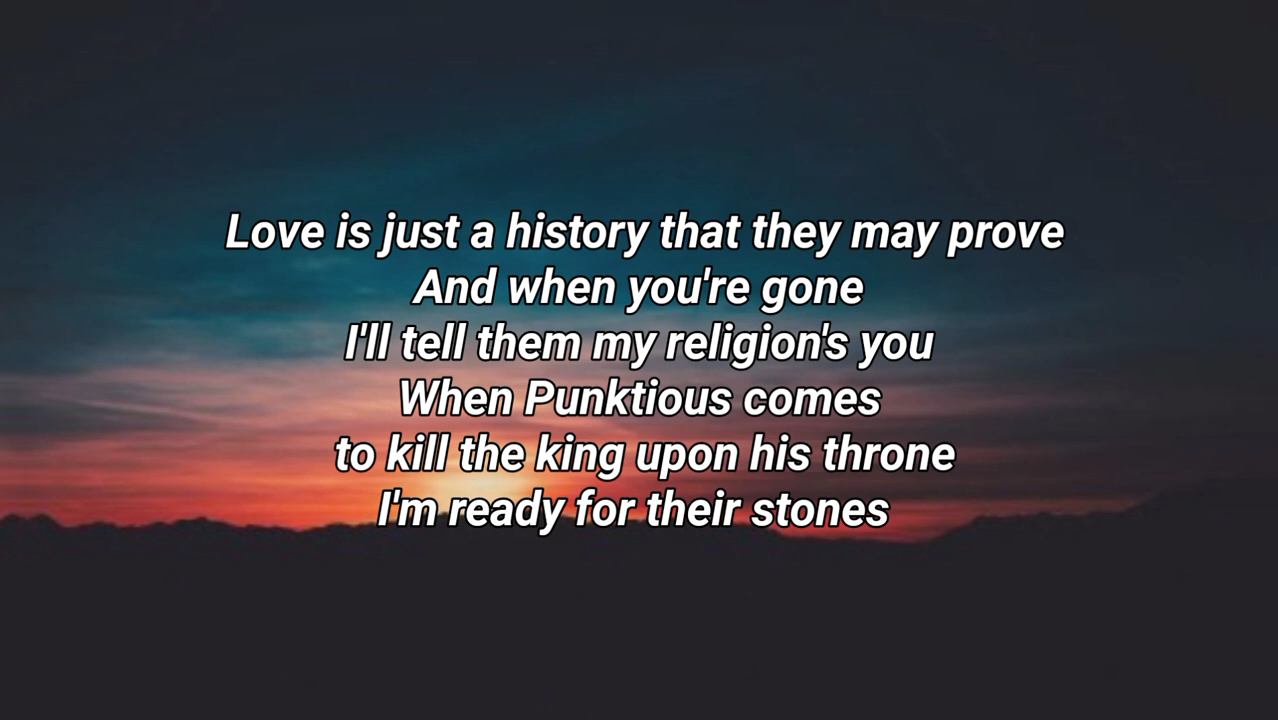 Love is just a history that they may prove
And when you're gone
I'll tell them my religion's you
When Punktious comes
to kill the king upon his throne
I'm ready for their stones